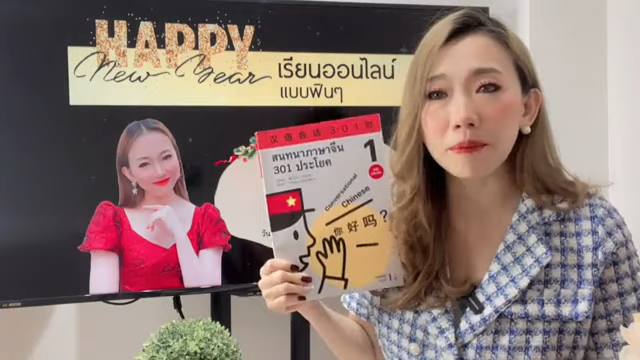 HAPPY
New Year
เรียนออนไลน์
แบบฟินๆ
汉语会话301句
สนทนาภาษาจีน
301 ประโยค
1
Conversational
Chinese
你好吗?
วัน